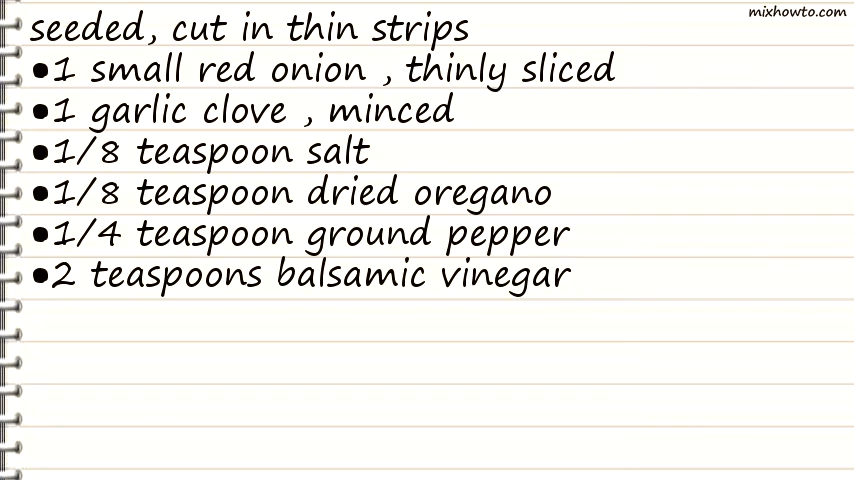 mixhowto.com
seeded, cut in thin strips
•1 small red onion , thinly sliced
•1 garlic clove , minced
•1/8 teaspoon salt
•1/8 teaspoon dried oregano
•1/4 teaspoon ground pepper
•2 teaspoons balsamic vinegar